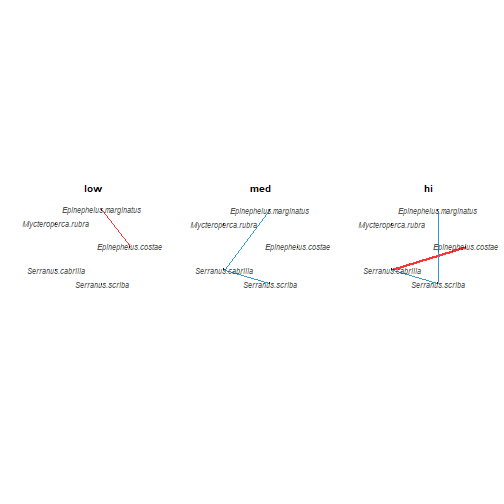 low
Epinephelus.marginatus
Mycteroperca.rubra
Epinephelus.costae
Serranus.cabrilla
Serranus.scriba
med
Epinephelus.marginatus
Mycteroperca.rubra
Epinephelus.costae
Serranus.cabrilla
Serranus.scriba
hi
Epinephelus.marginatus
Mycteroperca.rubra
Epinephelus.costae
Serranus.cabrilla
Serranus.scriba